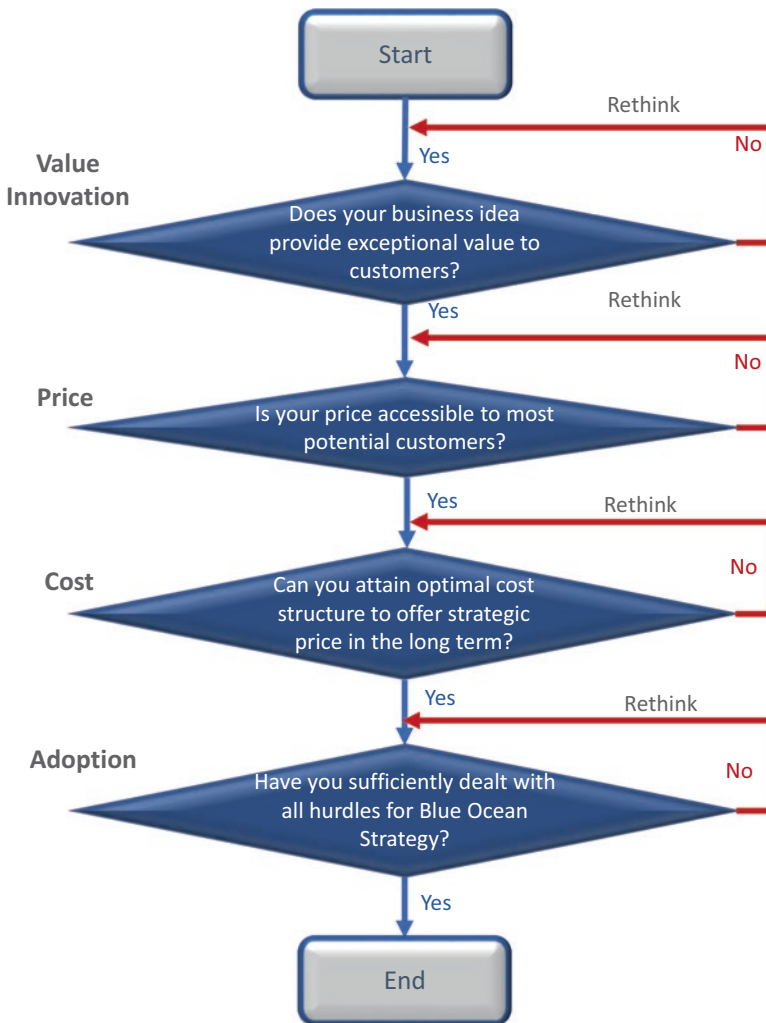 Start
Rethink
No
Yes
Value
Innovation
Does your business idea
provide exceptional value to
customers?
Yes
Rethink
No
Price
Is your price accessible to most
potential customers?
Yes
Rethink
No
Cost
Can you attain optimal cost
structure to offer strategic
price in the long term?
Yes
Rethink
Adoption
No
Have you sufficiently dealt with
all hurdles for Blue Ocean
Strategy?
Yes
End